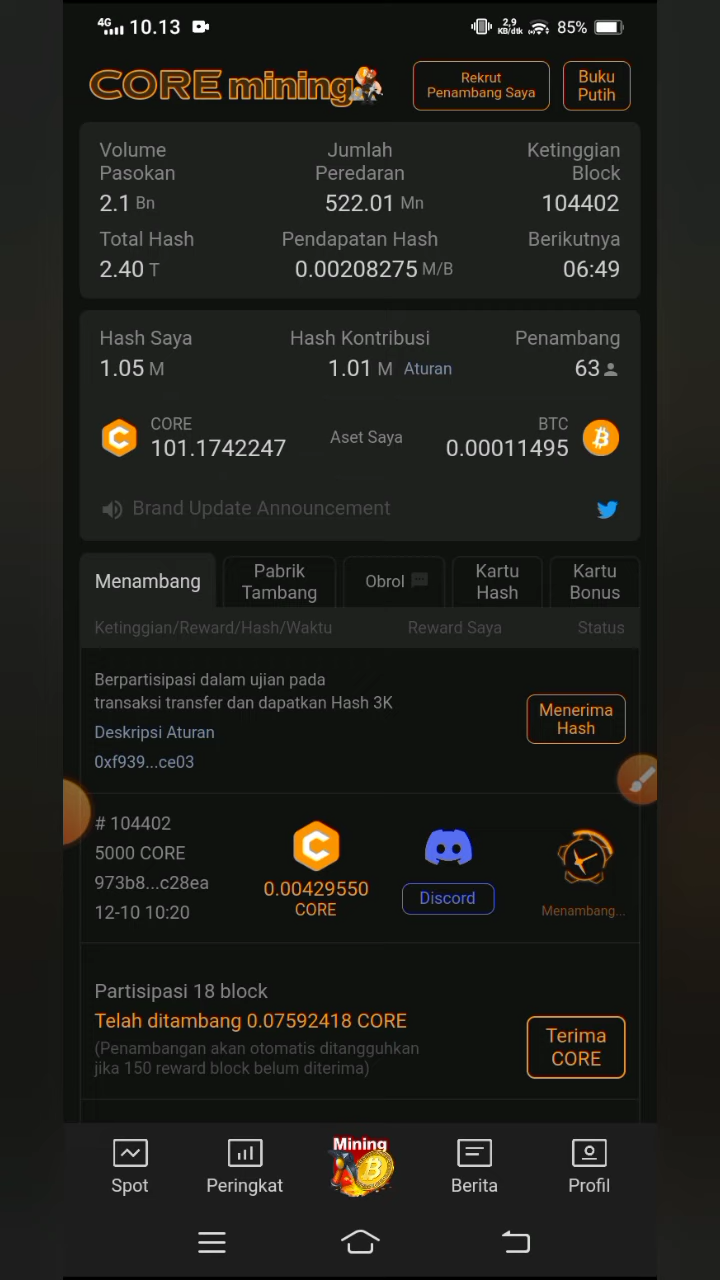 4G 10.13 2,9 KB/dtk 85%
CORE mining
Rekrut
Penambang Saya
Buku
Putih
Volume
Pasokan
2.1 Bn
Jumlah
Peredaran
522.01 Mn
Ketinggian
Block
104402
Total Hash
2.40 T
Pendapatan Hash
0.00208275 M/B
Berikutnya
06:49
Hash Saya
1.05 M
Hash Kontribusi
1.01 M Aturan
Penambang
63
CORE
101.1742247
Aset Saya
BTC
0.00011495
Brand Update Announcement
Menambang
Pabrik
Tambang
Obrol
Kartu
Hash
Kartu
Bonus
Ketinggian/Reward/Hash/Waktu
Reward Saya
Status
Berpartisipasi dalam ujian pada
transaksi transfer dan dapatkan Hash 3K
Deskripsi Aturan
0xf939...ce03
Menerima
Hash
# 104402
5000 CORE
973b8...c28ea
12-10 10:20
0.00429550
CORE
Discord
Menambang...
Partisipasi 18 block
Telah ditambang 0.07592418 CORE
(Penambangan akan otomatis ditangguhkan
jika 150 reward block belum diterima)
Terima
CORE
Spot
Peringkat
Mining
Berita
Profil